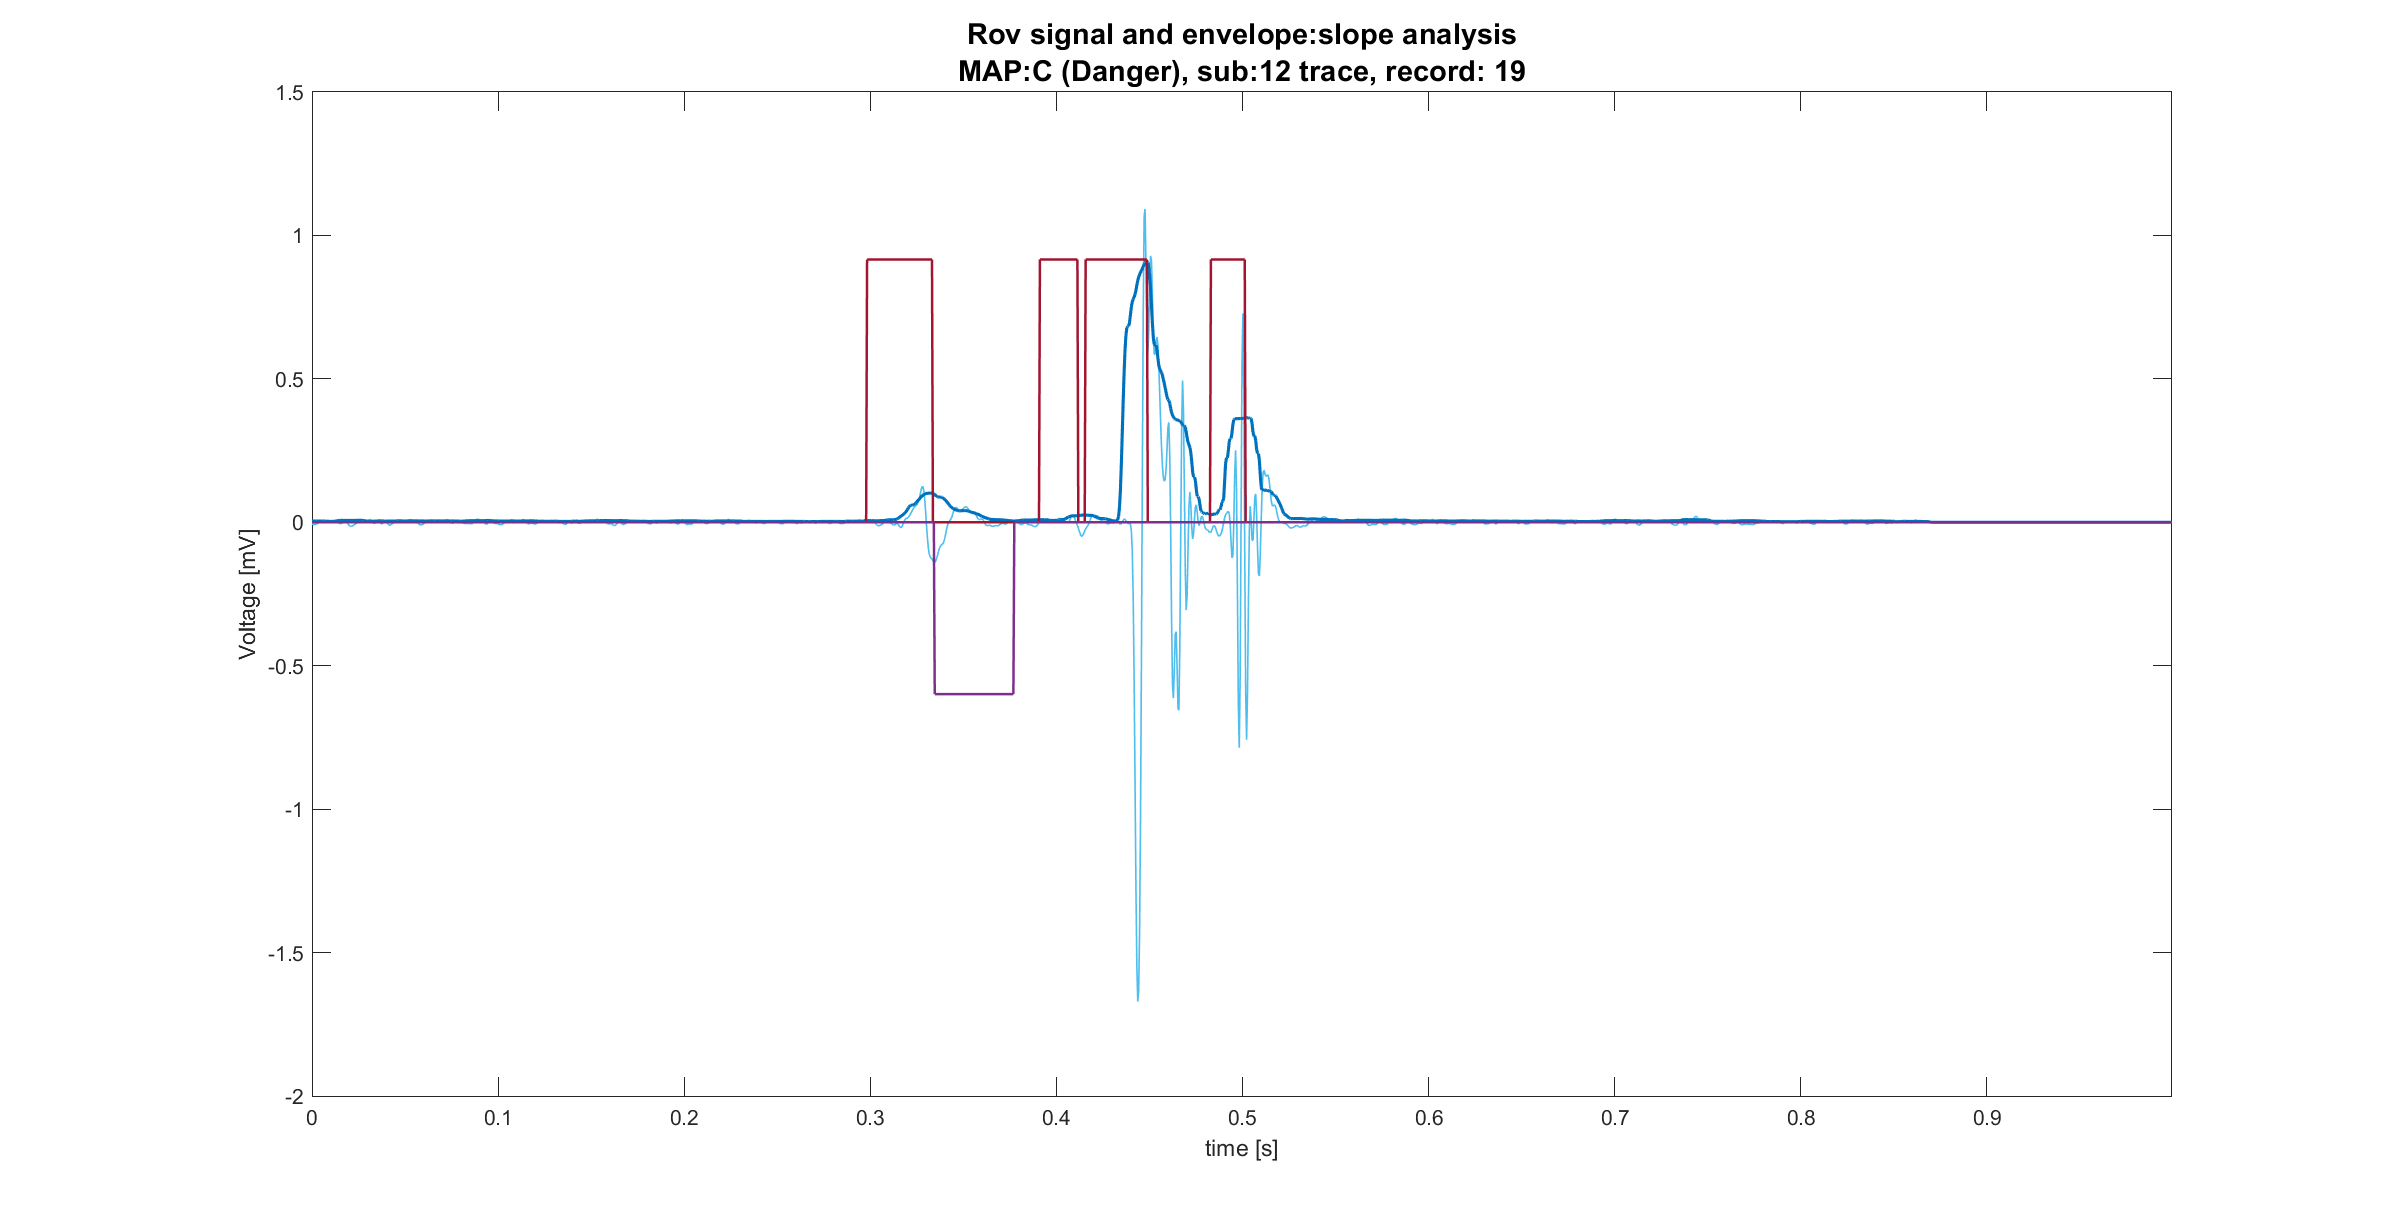 Rov signal and envelope:slope analysis
MAP:C (Danger), sub:12 trace, record: 19
1.5
1
0.5
0
-0.5
-1
-1.5
-2
Voltage [mV]
0 0.1 0.2 0.3 0.4 0.5 0.6 0.7 0.8 0.9
time [s]